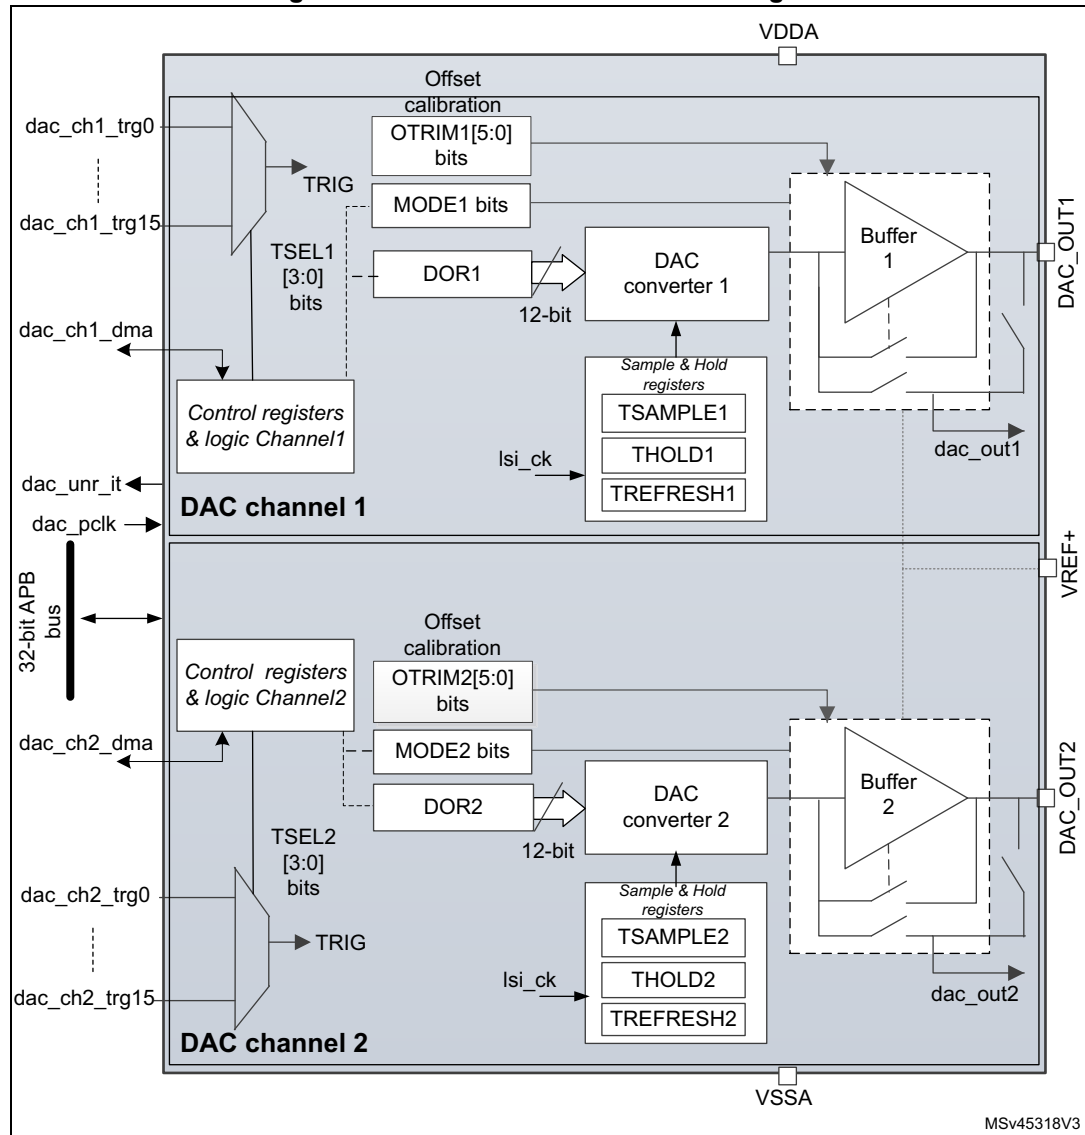 VDDA
Offset
calibration
dac_ch1_trg0
OTRIM1[5:0]
bits
TRIG
MODE1 bits
dac_ch1_trg15
TSEL1
[3:0]
bits
DOR1
12-bit
DAC
converter 1
Buffer
1
DAC_OUT1
dac_ch1_dma
Control registers
& logic Channel1
Sample & Hold
registers
TSAMPLE1
THOLD1
TREFRESH1
lsi_ck
dac_out1
dac_unr_it
DAC channel 1
dac_pclk
VREF+
32-bit APB
bus
Offset
calibration
Control registers
& logic Channel2
OTRIM2[5:0]
bits
dac_ch2_dma
MODE2 bits
DOR2
12-bit
DAC
converter 2
Buffer
2
DAC_OUT2
TSEL2
[3:0]
bits
dac_ch2_trg0
TRIG
Sample & Hold
registers
TSAMPLE2
THOLD2
TREFRESH2
lsi_ck
dac_out2
dac_ch2_trg15
DAC channel 2
VSSA
MSv45318V3